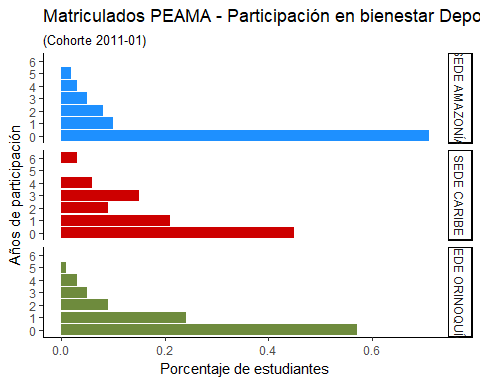 Matriculados PEAMA - Participación en bienestar Depo
(Cohorte 2011-01)
Años de participación
6
5
4
3
2
1
0
SEDE AMAZONÍA
6
5
4
3
2
1
0
SEDE CARIBE
6
5
4
3
2
1
0
EDE ORINOQUÍ
0.0 0.2 0.4 0.6
Porcentaje de estudiantes